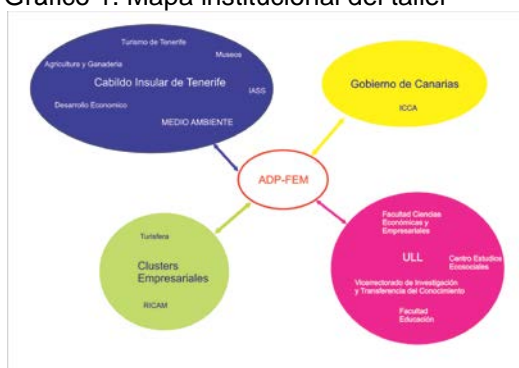 Gráfico 1. Mapa institucional del taller
Turismo de Tenerife
Museos
Agricultura y Ganaderia
Cabildo Insular de Tenerife
IASS
Desarrollo Economico
MEDIO AMBIENTE
Gobierno de Canarias
ICCA
ADP-FEM
Turisfera
Clusters
Empresariales
RICAM
Facultad Ciencias
Económicas y
Empresariales
ULL
Centro Estudios
Ecosociales
Vicerrectorado de Investigación
y Transferencia del Conocimiento
Facultad
Educación